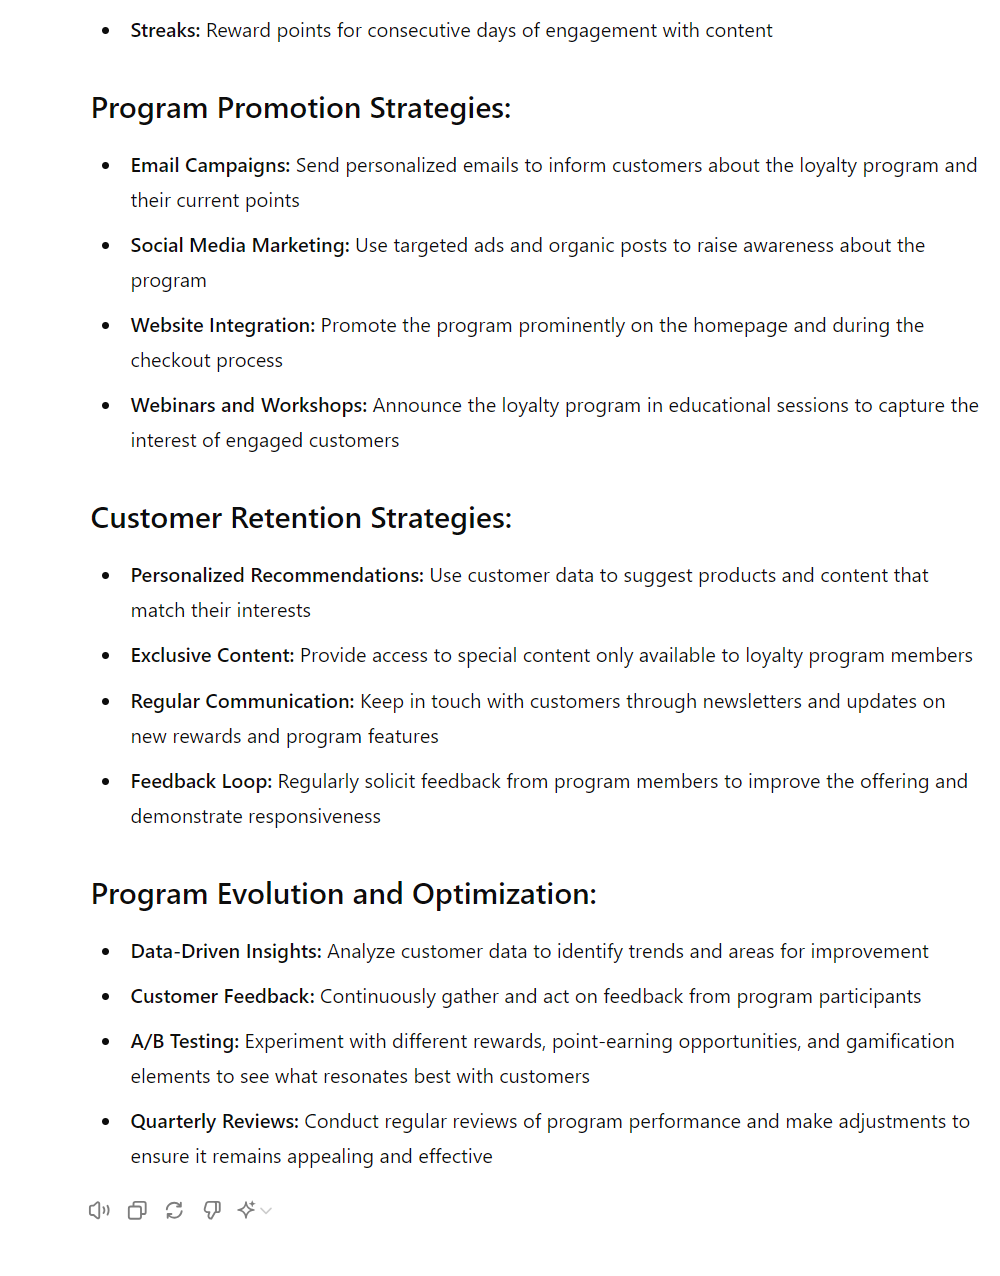 • Streaks: Reward points for consecutive days of engagement with content
Program Promotion Strategies:
• Email Campaigns: Send personalized emails to inform customers about the loyalty program and
their current points
• Social Media Marketing: Use targeted ads and organic posts to raise awareness about the
program
• Website Integration: Promote the program prominently on the homepage and during the
checkout process
• Webinars and Workshops: Announce the loyalty program in educational sessions to capture the
interest of engaged customers
Customer Retention Strategies:
• Personalized Recommendations: Use customer data to suggest products and content that
match their interests
• Exclusive Content: Provide access to special content only available to loyalty program members
• Regular Communication: Keep in touch with customers through newsletters and updates on
new rewards and program features
• Feedback Loop: Regularly solicit feedback from program members to improve the offering and
demonstrate responsiveness
Program Evolution and Optimization:
• Data-Driven Insights: Analyze customer data to identify trends and areas for improvement
• Customer Feedback: Continuously gather and act on feedback from program participants
• A/B Testing: Experiment with different rewards, point-earning opportunities, and gamification
elements to see what resonates best with customers
• Quarterly Reviews: Conduct regular reviews of program performance and make adjustments to
ensure it remains appealing and effective